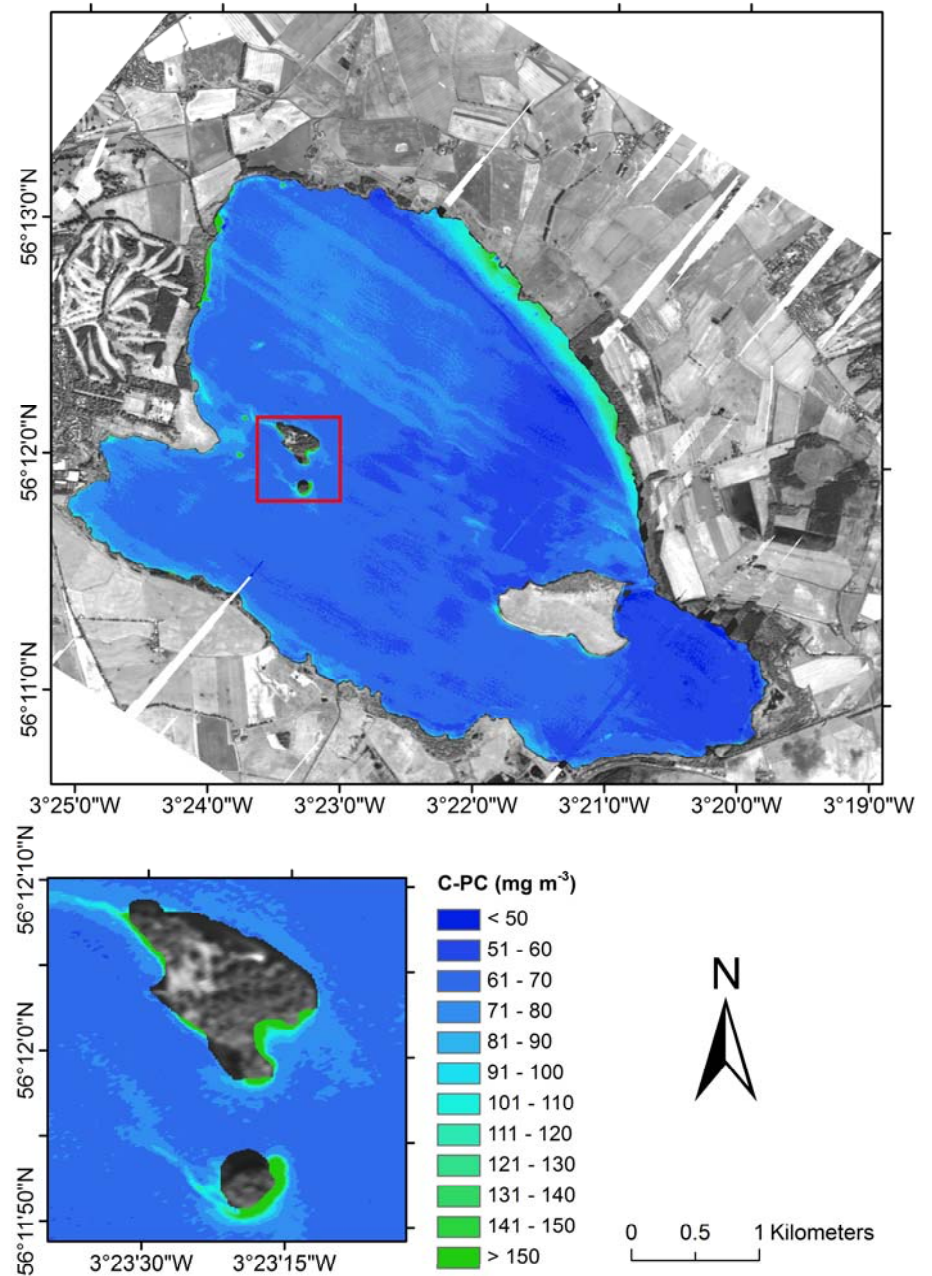 56°13'0"N
56°12'0"N
56°11'0"N
3°25'0"W 3°24'0"W 3°23'0"W 3°22'0"W 3°21'0"W 3°20'0"W 3°19'0"W
56°12'10"N
56°12'0"N
56°11'50"N
3°23'30"W 3°23'15"W
C-PC (mg m-3)
< 50
51 - 60
61 - 70
71 - 80
81 - 90
91 - 100
101 - 110
111 - 120
121 - 130
131 - 140
141 - 150
> 150
N
0 0.5 1 Kilometers